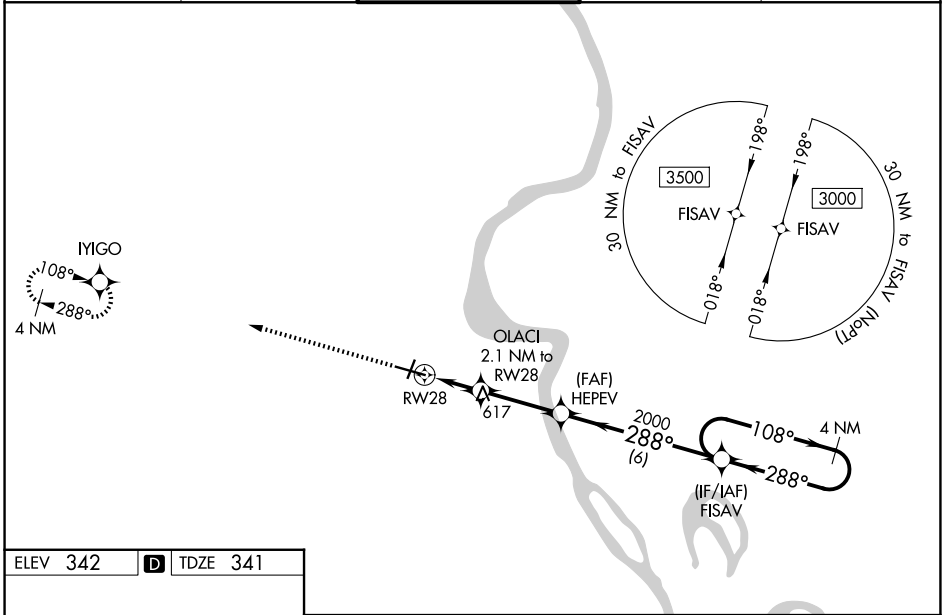 30 NM to FISAV
3500
FISAV
198°
018°
198°
3000
FISAV
018°
30 NM to FISAV (NoPT)
IYIGO
108°
288°
4 NM
OLACI
2.1 NM to
RW28
RW28
617
(FAF)
HEPEV
2000
288°
(6)
108°
4 NM
288°
(IF/IAF)
FISAV
ELEV 342 D TDZE 341